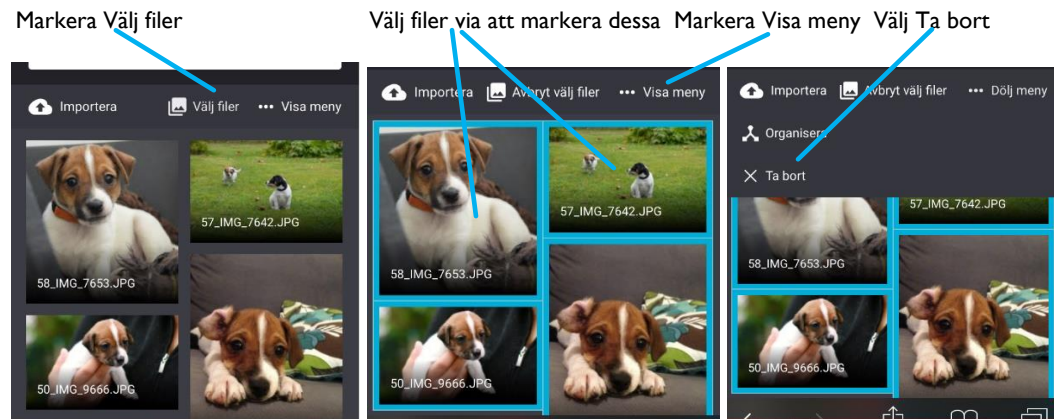 Markera Välj filer
Välj filer via att markera dessa Markera Visa meny Välj Ta bort
Importera Välj filer ••• Visa meny
57_IMG_7642.JPG
58_IMG_7653.JPG
50_IMG_9666.JPG
Importera Avbryt välj filer ••• Visa meny
57_IMG_7642.JPG
58_IMG_7653.JPG
50_IMG_9666.JPG
Importera Avbryt välj filer ••• Dölj meny
Organisera
Ta bort
57_IMG_7642.JPG
58_IMG_7653.JPG
50_IMG_9666.JPG